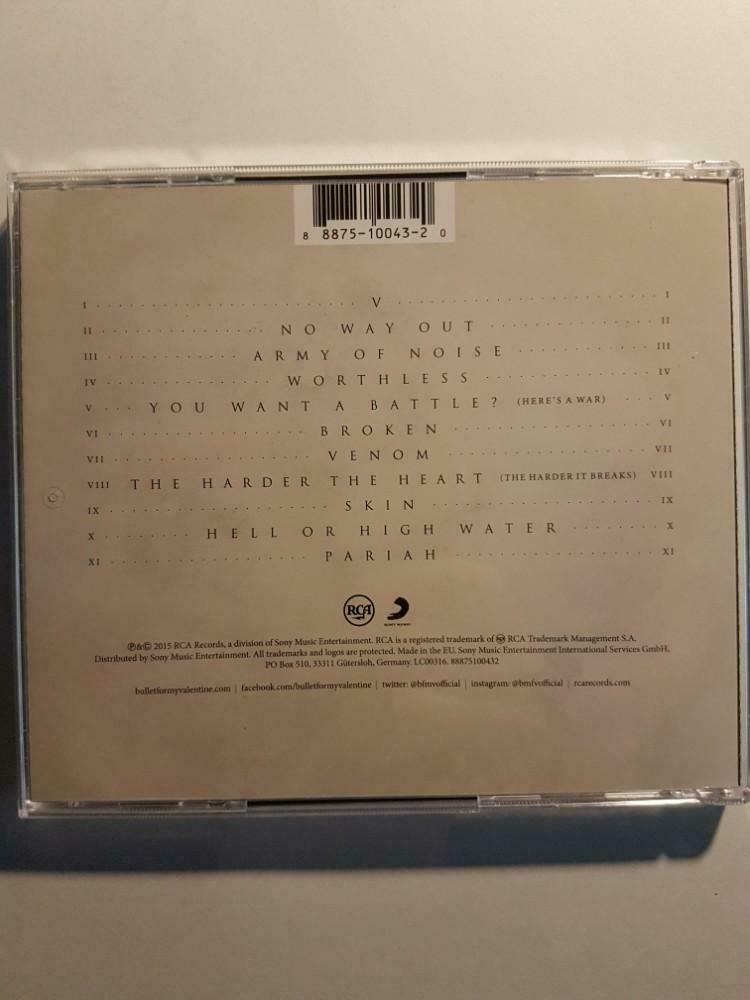 8 8875-10043-2 0
I V I
II NO WAY OUT II
III ARMY OF NOISE III
IV WORTHLESS IV
V YOU WANT A BATTLE? (HERE'S A WAR) V
VI BROKEN VI
VII VENOM VII
VIII THE HARDER THE HEART (THE HARDER IT BREAKS) VIII
IX SKIN IX
X HELL OR HIGH WATER X
XI PARIAH XI
RCA SONY MUSIC
℗&© 2015 RCA Records, a division of Sony Music Entertainment. RCA is a registered trademark of RCA Trademark Management S.A.
Distributed by Sony Music Entertainment. All trademarks and logos are protected. Made in the EU. Sony Music Entertainment International Services GmbH,
PO Box 510, 33311 Gütersloh, Germany. LC00316. 88875100432
bulletformyvalentine.com | facebook.com/bulletformyvalentine | twitter: @bfmvofficial | instagram: @bmfvofficial | rcarecords.com